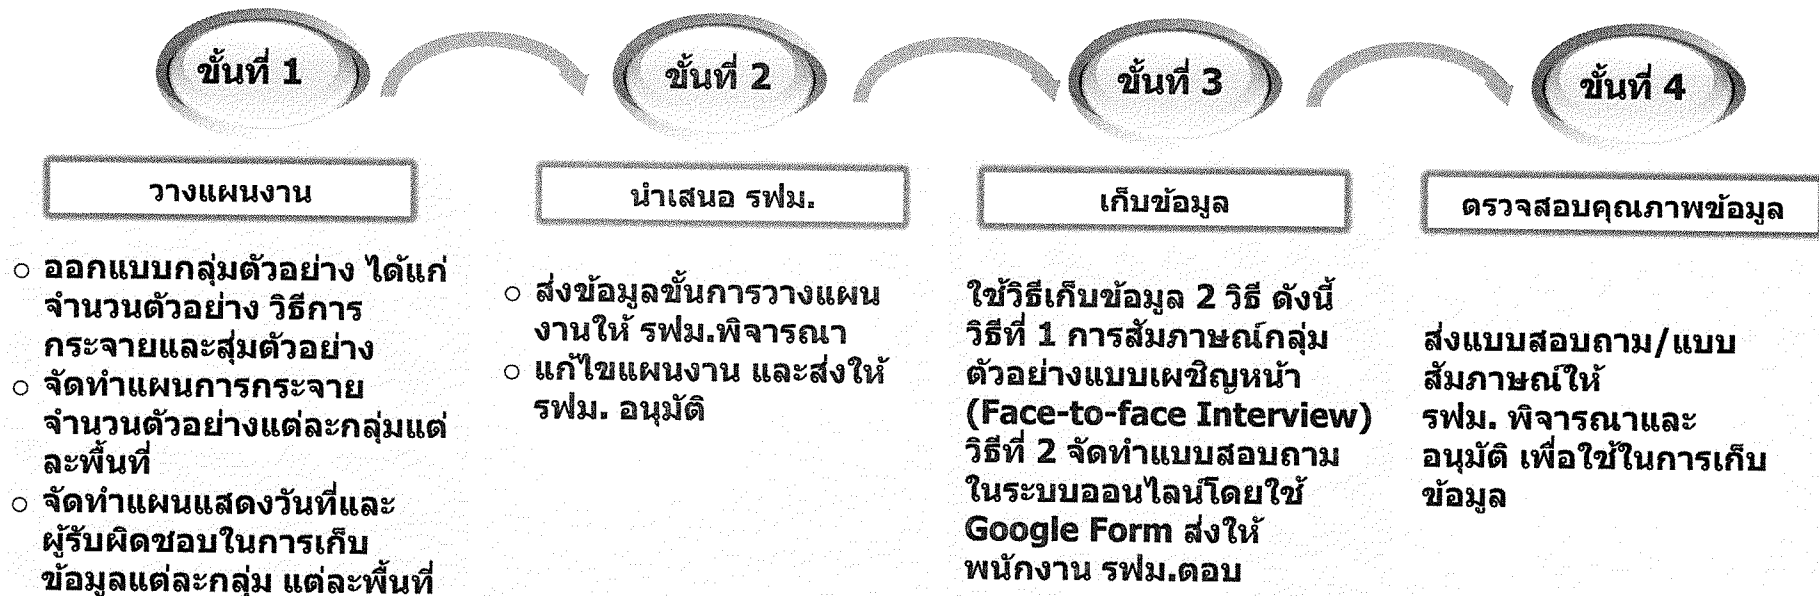 ขั้นที่ 1
ขั้นที่ 2
ขั้นที่ 3
ขั้นที่ 4
วางแผนงาน
นำเสนอ รฟม.
เก็บข้อมูล
ตรวจสอบคุณภาพข้อมูล
○ ออกแบบกลุ่มตัวอย่าง ได้แก่
จำนวนตัวอย่าง วิธีการ
กระจายและสุ่มตัวอย่าง
○ จัดทำแผนการกระจาย
จำนวนตัวอย่างแต่ละกลุ่มแต่
ละพื้นที่
○ จัดทำแผนแสดงวันที่และ
ผู้รับผิดชอบในการเก็บ
ข้อมูลแต่ละกลุ่ม แต่ละพื้นที่
○ ส่งข้อมูลขั้นการวางแผน
งานให้ รฟม.พิจารณา
○ แก้ไขแผนงาน และส่งให้
รฟม. อนุมัติ
ใช้วิธีเก็บข้อมูล 2 วิธี ดังนี้
วิธีที่ 1 การสัมภาษณ์กลุ่ม
ตัวอย่างแบบเผชิญหน้า
(Face-to-face Interview)
วิธีที่ 2 จัดทำแบบสอบถาม
ในระบบออนไลน์โดยใช้
Google Form ส่งให้
พนักงาน รฟม.ตอบ
ส่งแบบสอบถาม/แบบ
สัมภาษณ์ให้
รฟม. พิจารณาและ
อนุมัติ เพื่อใช้ในการเก็บ
ข้อมูล